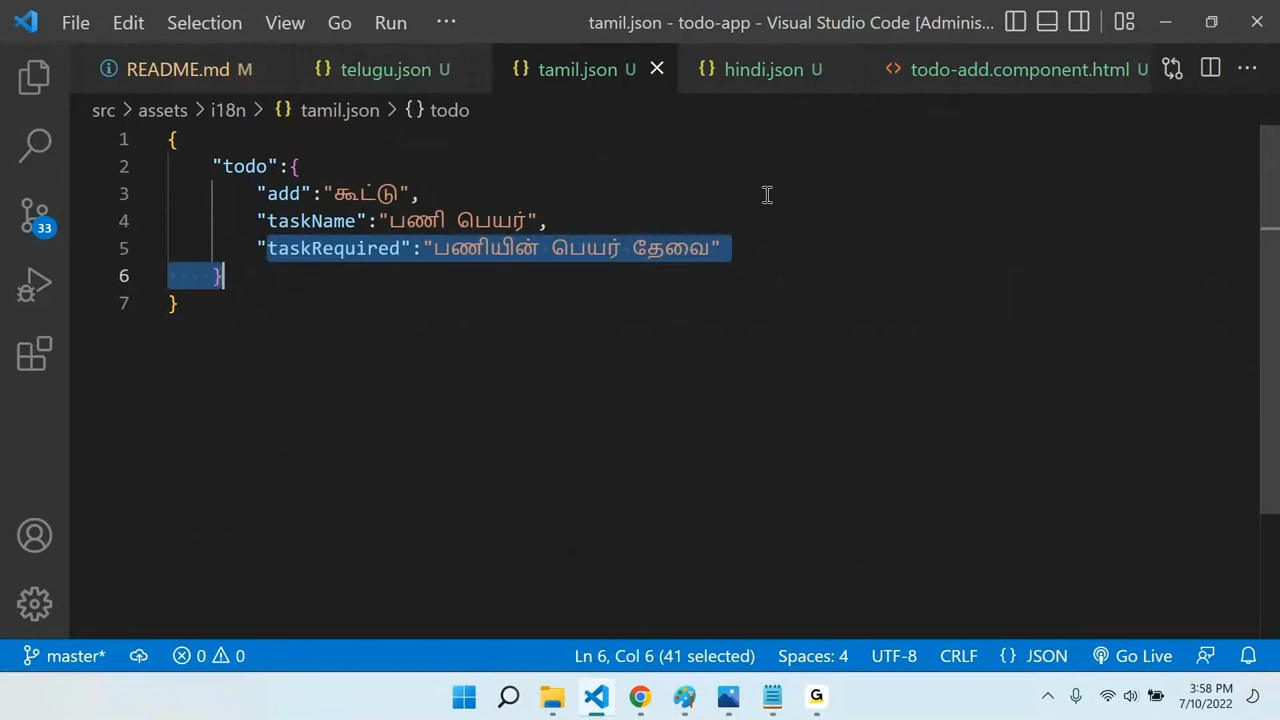 File Edit Selection View Go Run ··· tamil.json - todo-app - Visual Studio Code [Adminis...
README.md M telugu.json U tamil.json U hindi.json U todo-add.component.html U ···
src > assets > i18n > {} tamil.json > {} todo
1 {
2 "todo":{
3 "add":"கூட்டு",
4 "taskName":"பணி பெயர்",
5 "taskRequired":"பணியின் பெயர் தேவை"
6 }
7 }
33
master* 0 0 Ln 6, Col 6 (41 selected) Spaces: 4 UTF-8 CRLF {} JSON Go Live
G 3:58 PM
7/10/2022